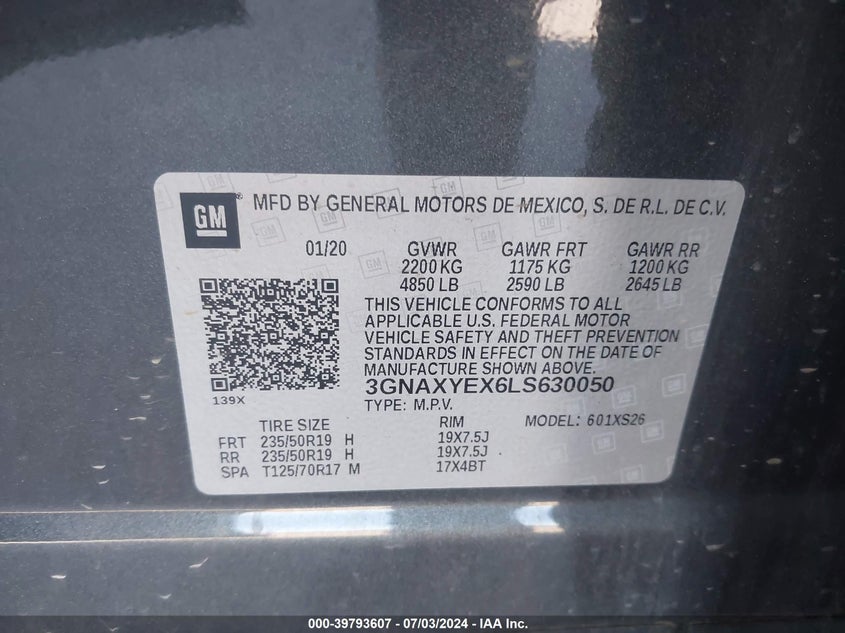 GM
MFD BY GENERAL MOTORS DE MEXICO, S. DE R.L. DE C.V.
01/20 GVWR GAWR FRT GAWR RR
2200 KG 1175 KG 1200 KG
4850 LB 2590 LB 2645 LB
THIS VEHICLE CONFORMS TO ALL
APPLICABLE U.S. FEDERAL MOTOR
VEHICLE SAFETY AND THEFT PREVENTION
STANDARDS IN EFFECT ON THE DATE OF
MANUFACTURE SHOWN ABOVE.
3GNAXYEX6LS630050
139X
TYPE: M.P.V.
TIRE SIZE RIM MODEL: 601XS26
FRT 235/50R19 H 19X7.5J
RR 235/50R19 H 19X7.5J
SPA T125/70R17 M 17X4BT
000-39793607 - 07/03/2024 - IAA Inc.